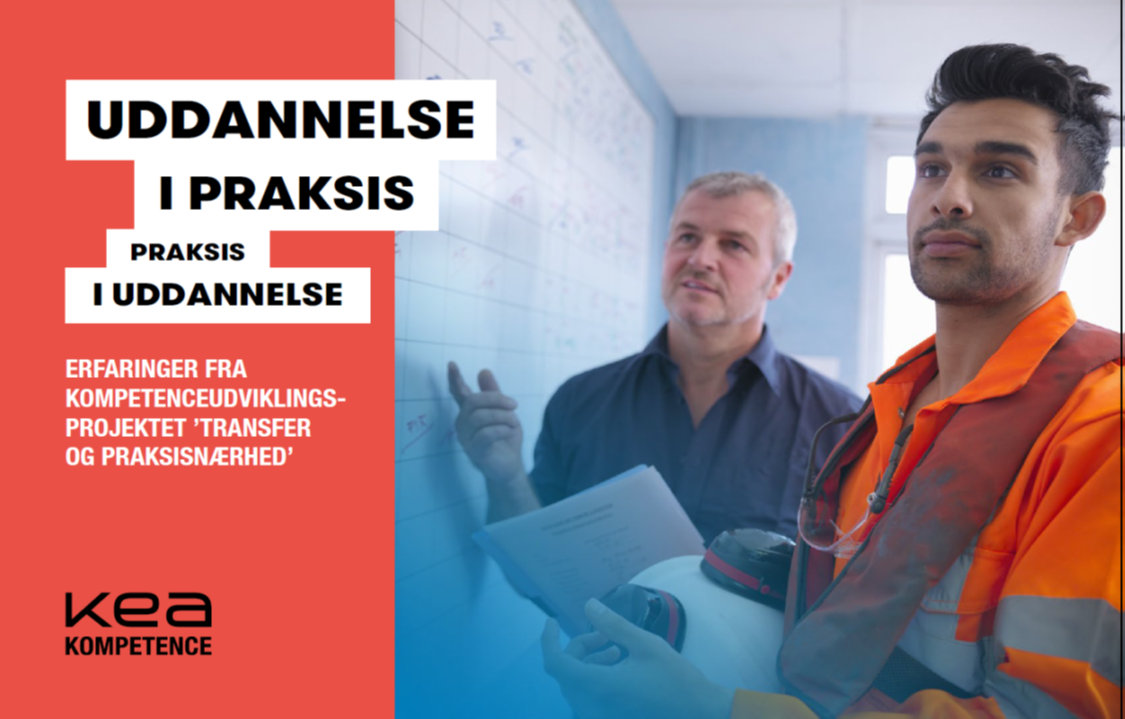 UDDANNELSE
I PRAKSIS
PRAKSIS
I UDDANNELSE
ERFARINGER FRA
KOMPETENCEUDVIKLINGS-
PROJEKTET 'TRANSFER
OG PRAKSISNÆRHED'
kea
KOMPETENCE